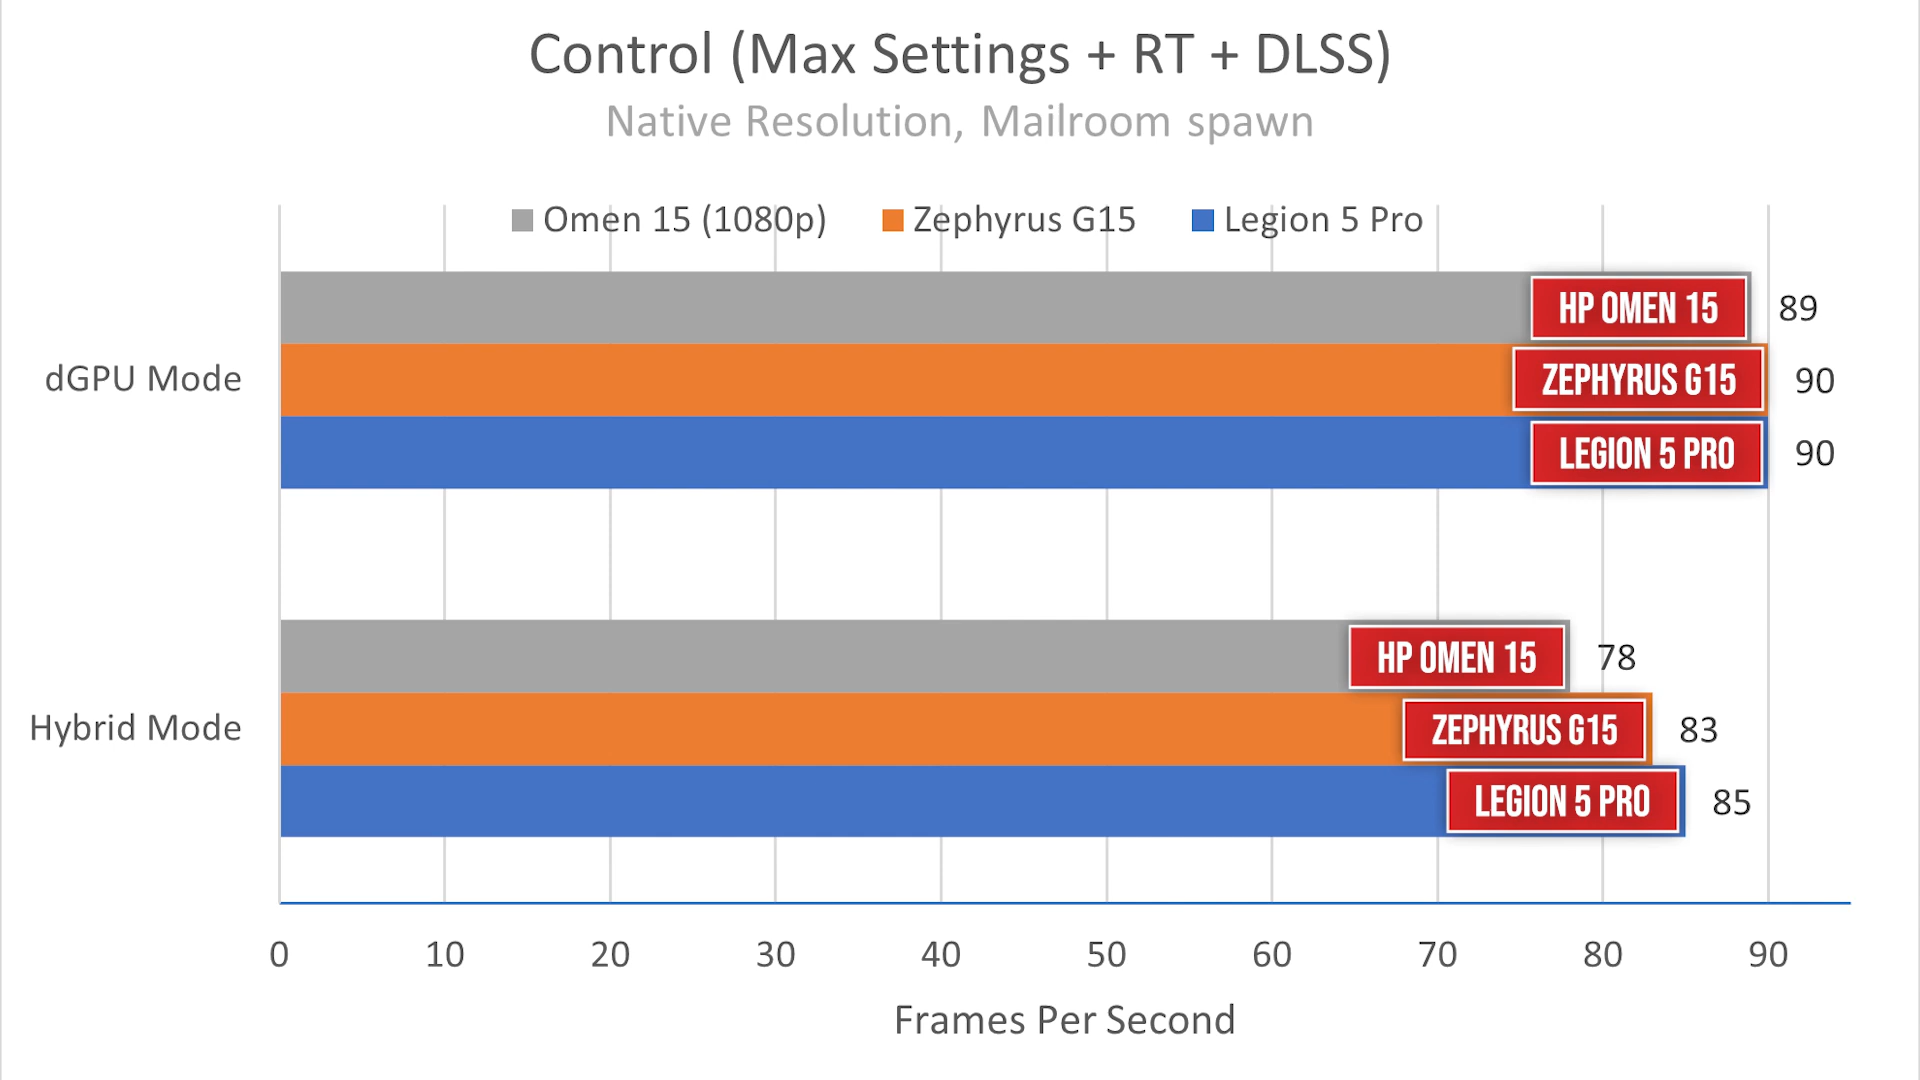 Control (Max Settings + RT + DLSS)
Native Resolution, Mailroom spawn
Omen 15 (1080p) Zephyrus G15 Legion 5 Pro
HP OMEN 15 89
dGPU Mode ZEPHYRUS G15 90
LEGION 5 PRO 90
HP OMEN 15 78
Hybrid Mode ZEPHYRUS G15 83
LEGION 5 PRO 85
0 10 20 30 40 50 60 70 80 90
Frames Per Second